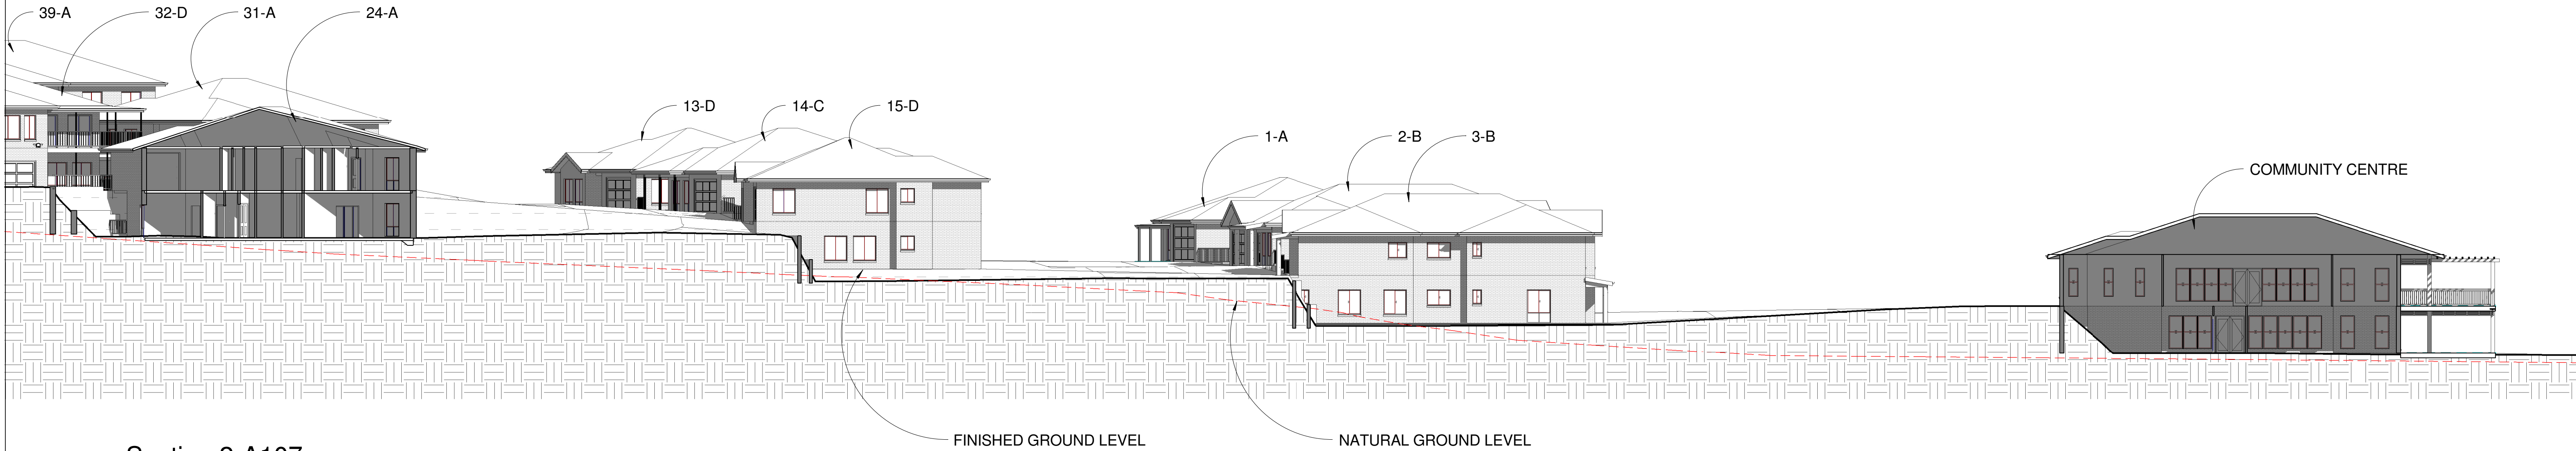 39-A
32-D
31-A
24-A
13-D
14-C
15-D
1-A
2-B
3-B
COMMUNITY CENTRE
FINISHED GROUND LEVEL
NATURAL GROUND LEVEL